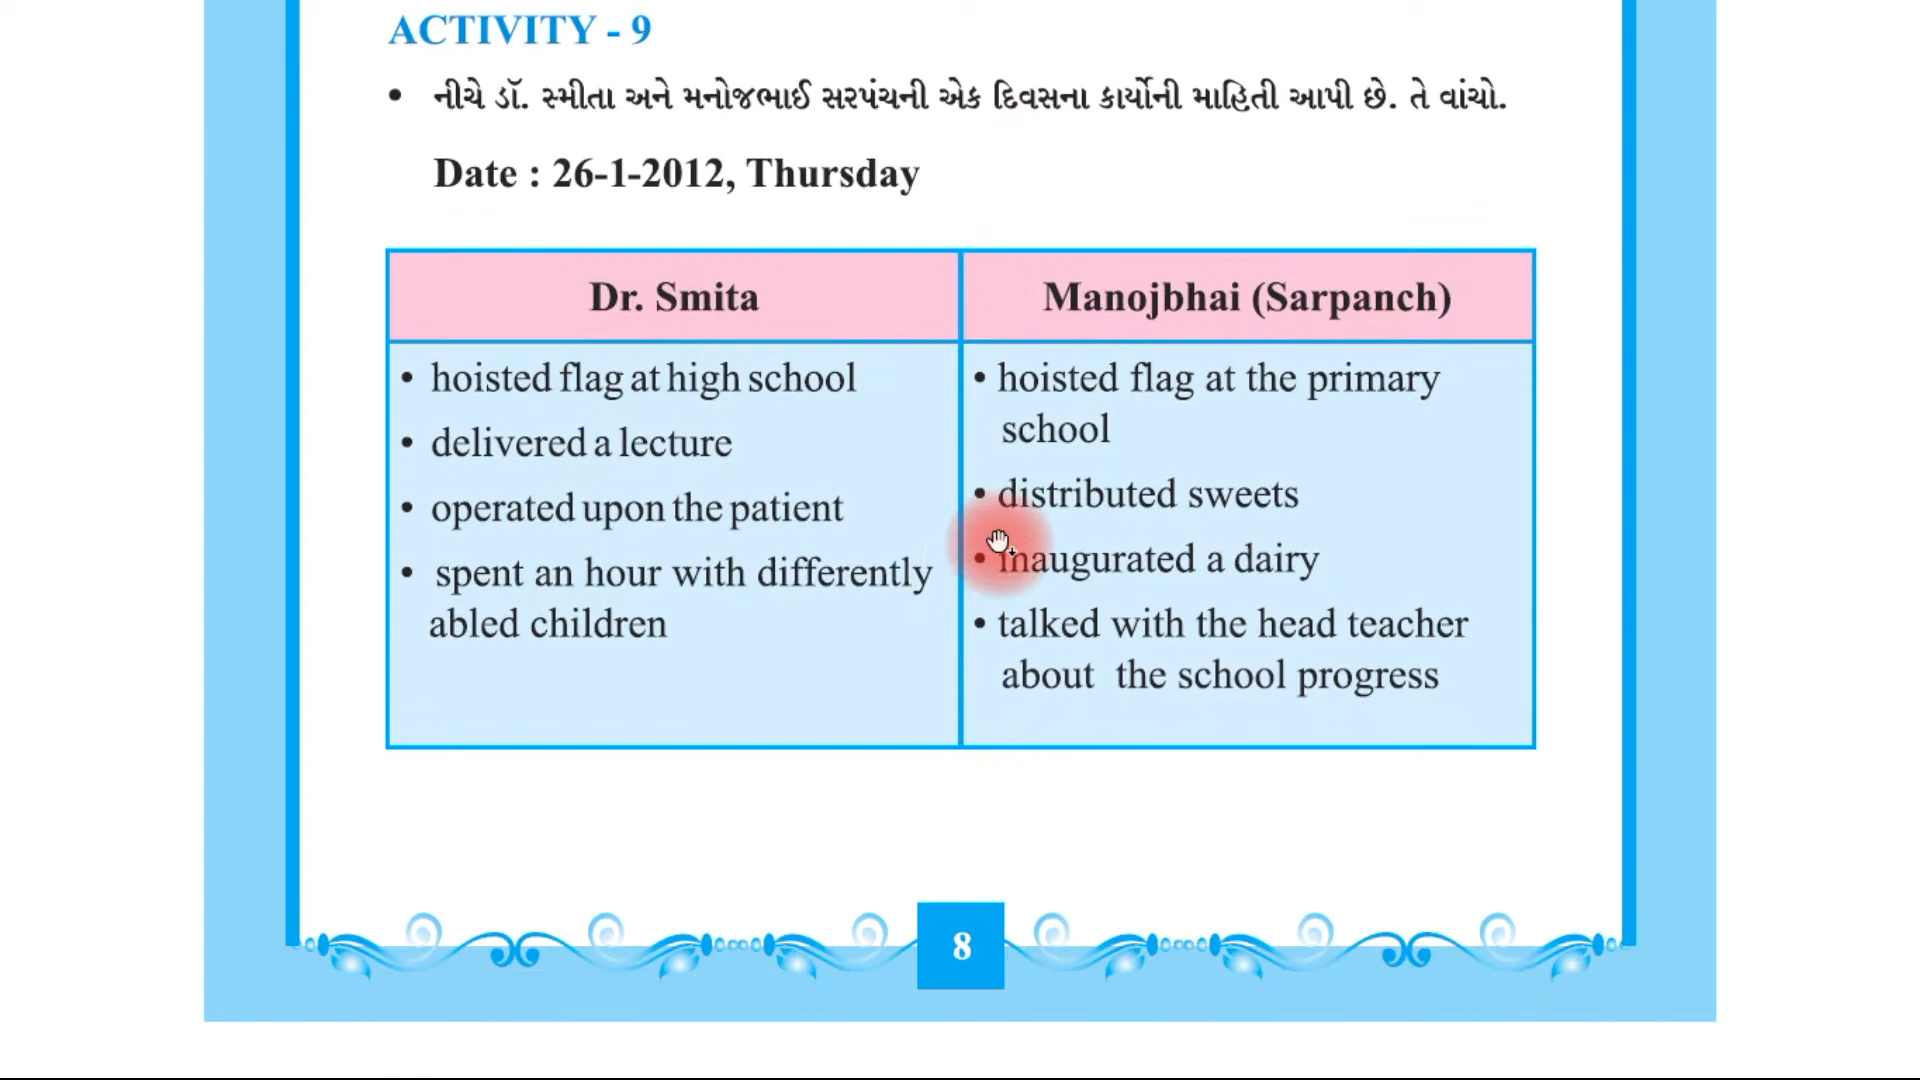 ACTIVITY - 9
• નીચે ડૉ. સ્મીતા અને મનોજભાઈ સરપંચની એક દિવસના કાર્યોની માહિતી આપી છે. તે વાંચો.
Date : 26-1-2012, Thursday
Dr. Smita
• hoisted flag at high school
• delivered a lecture
• operated upon the patient
• spent an hour with differently
abled children
Manojbhai (Sarpanch)
• hoisted flag at the primary
school
• distributed sweets
• inaugurated a dairy
• talked with the head teacher
about the school progress
8